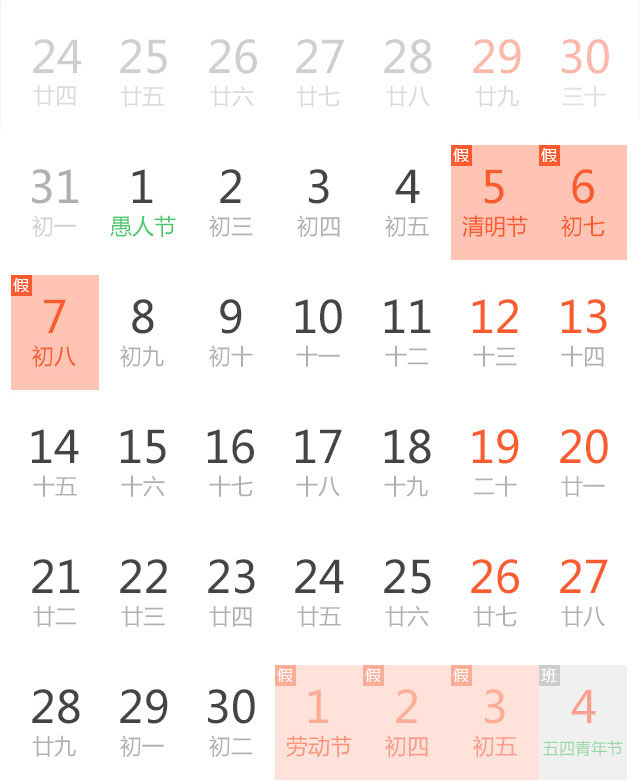 24 25 26 27 28 29 30
廿四 廿五 廿六 廿七 廿八 廿九 三十
假 假
31 1 2 3 4 5 6
初一 愚人节 初三 初四 初五 清明节 初七
假
7 8 9 10 11 12 13
初八 初九 初十 十一 十二 十三 十四
14 15 16 17 18 19 20
十五 十六 十七 十八 十九 二十 廿一
21 22 23 24 25 26 27
廿二 廿三 廿四 廿五 廿六 廿七 廿八
假 假 假 班
28 29 30 1 2 3 4
廿九 初一 初二 劳动节 初四 初五 五四青年节